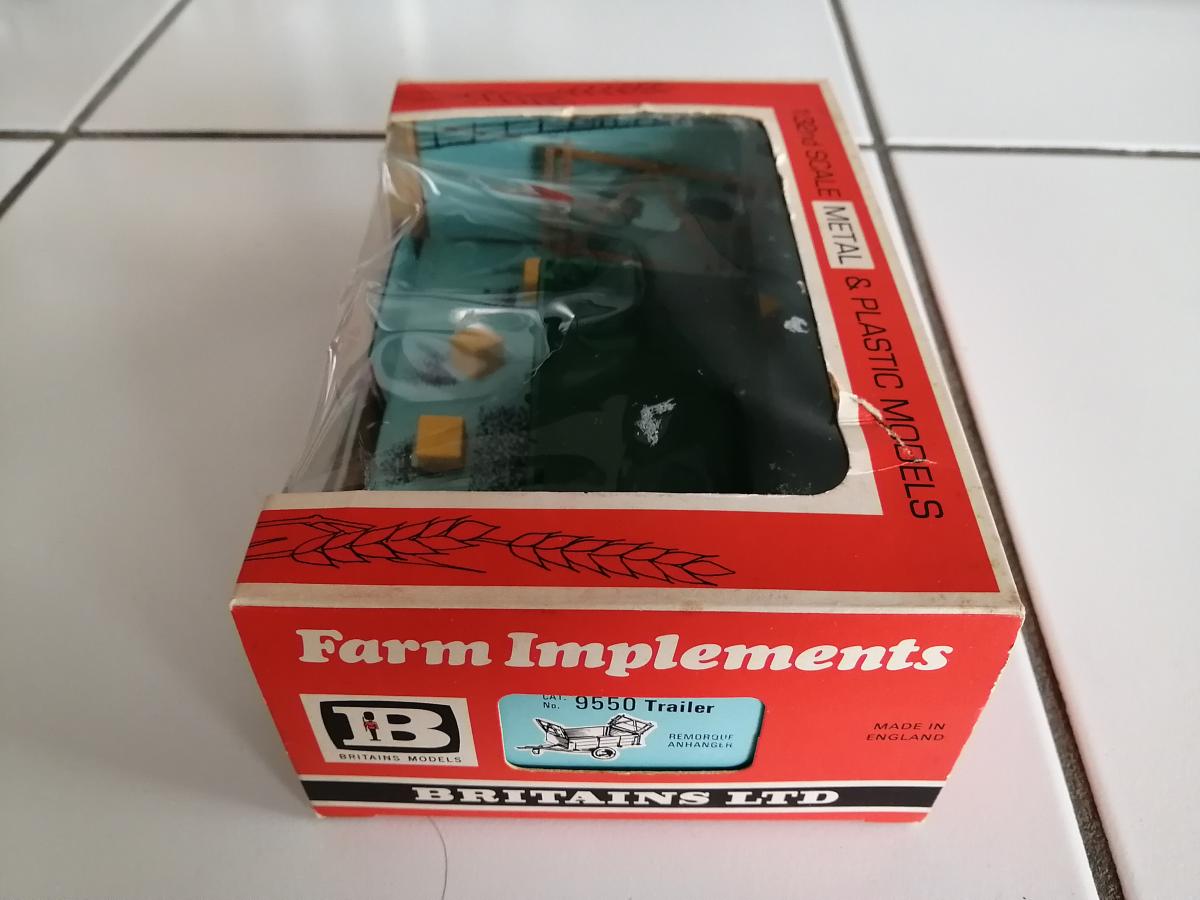 1:32nd SCALE METAL & PLASTIC MODELS
Farm Implements
B
BRITAINS MODELS
CAT.
No. 9550 Trailer
REMORQUE
ANHANGER
MADE IN
ENGLAND
BRITAINS LTD